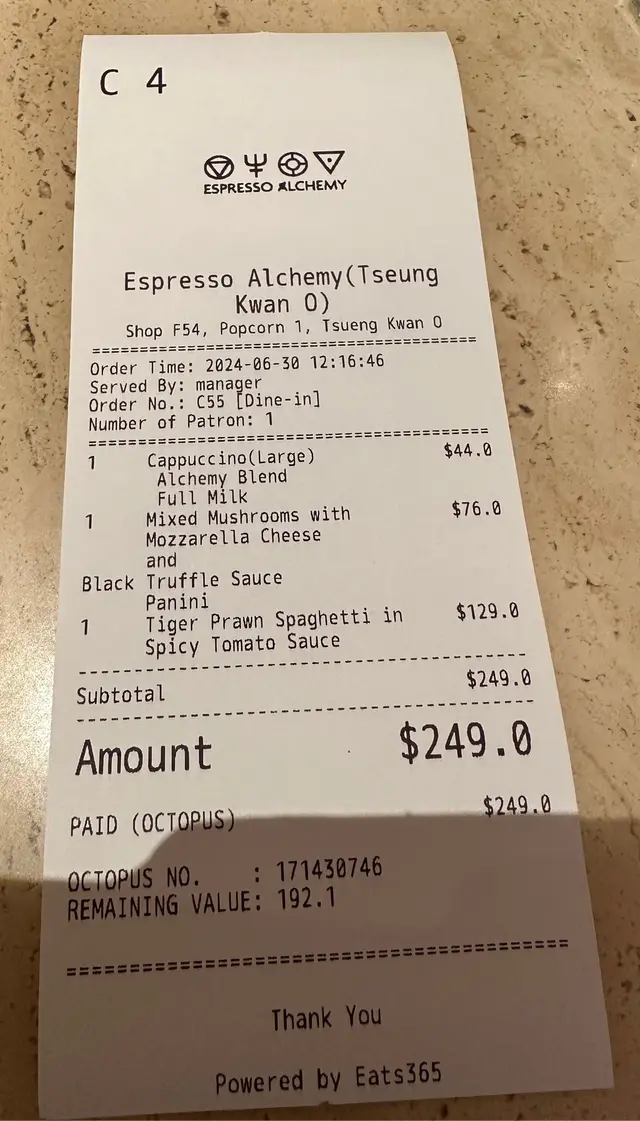 C 4
ESPRESSO ALCHEMY
Espresso Alchemy(Tseung
Kwan O)
Shop F54, Popcorn 1, Tsueng Kwan O
================================================
Order Time: 2024-06-30 12:16:46
Served By: manager
Order No.: C55 [Dine-in]
Number of Patron: 1
================================================
1 Cappuccino(Large) $44.0
Alchemy Blend
Full Milk
1 Mixed Mushrooms with $76.0
Mozzarella Cheese
and
Black Truffle Sauce
Panini
1 Tiger Prawn Spaghetti in $129.0
Spicy Tomato Sauce
------------------------------------------------
Subtotal $249.0
------------------------------------------------
Amount $249.0
PAID (OCTOPUS) $249.0
OCTOPUS NO. : 171430746
REMAINING VALUE: 192.1
================================================
Thank You
Powered by Eats365